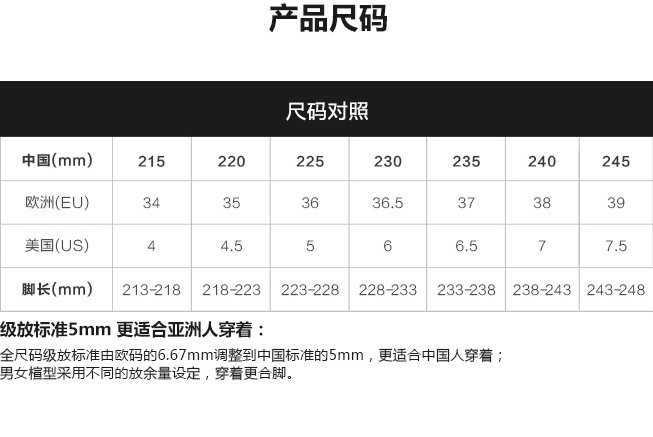 产品尺码
尺码对照
中国(mm) 215 220 225 230 235 240 245
欧洲(EU) 34 35 36 36.5 37 38 39
美国(US) 4 4.5 5 6 6.5 7 7.5
脚长(mm) 213-218 218-223 223-228 228-233 233-238 238-243 243-248
级放标准5mm 更适合亚洲人穿着：
全尺码级放标准由欧码的6.67mm调整到中国标准的5mm，更适合中国人穿着；
男女楦型采用不同的放余量设定，穿着更合脚。